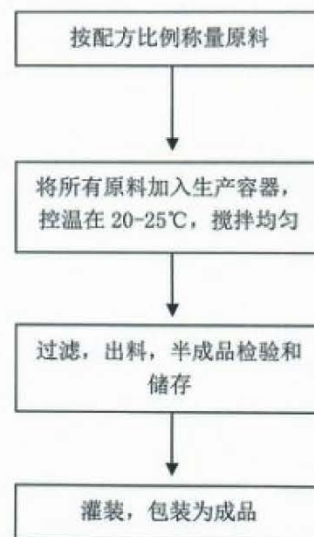 按配方比例称量原料
将所有原料加入生产容器，
控温在 20-25℃，搅拌均匀
过滤，出料，半成品检验和
储存
灌装，包装为成品